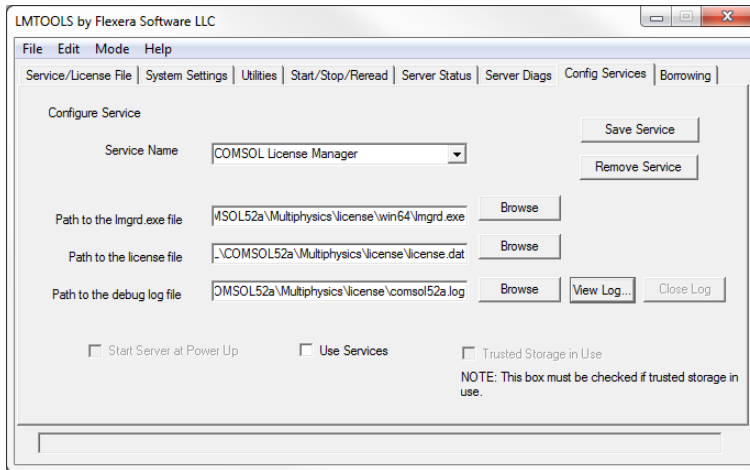 LMTOOLS by Flexera Software LLC
File Edit Mode Help
Service/License File System Settings Utilities Start/Stop/Reread Server Status Server Diags Config Services Borrowing
Configure Service
Save Service
Service Name COMSOL License Manager
Remove Service
Path to the lmgrd.exe file MSOL52a\Multiphysics\license\win64\lmgrd.exe Browse
Path to the license file _\COMSOL52a\Multiphysics\license\license.dat Browse
Path to the debug log file OMSOL52a\Multiphysics\license\comsol52a.log Browse View Log... Close Log
Start Server at Power Up Use Services Trusted Storage in Use
NOTE: This box must be checked if trusted storage in
use.